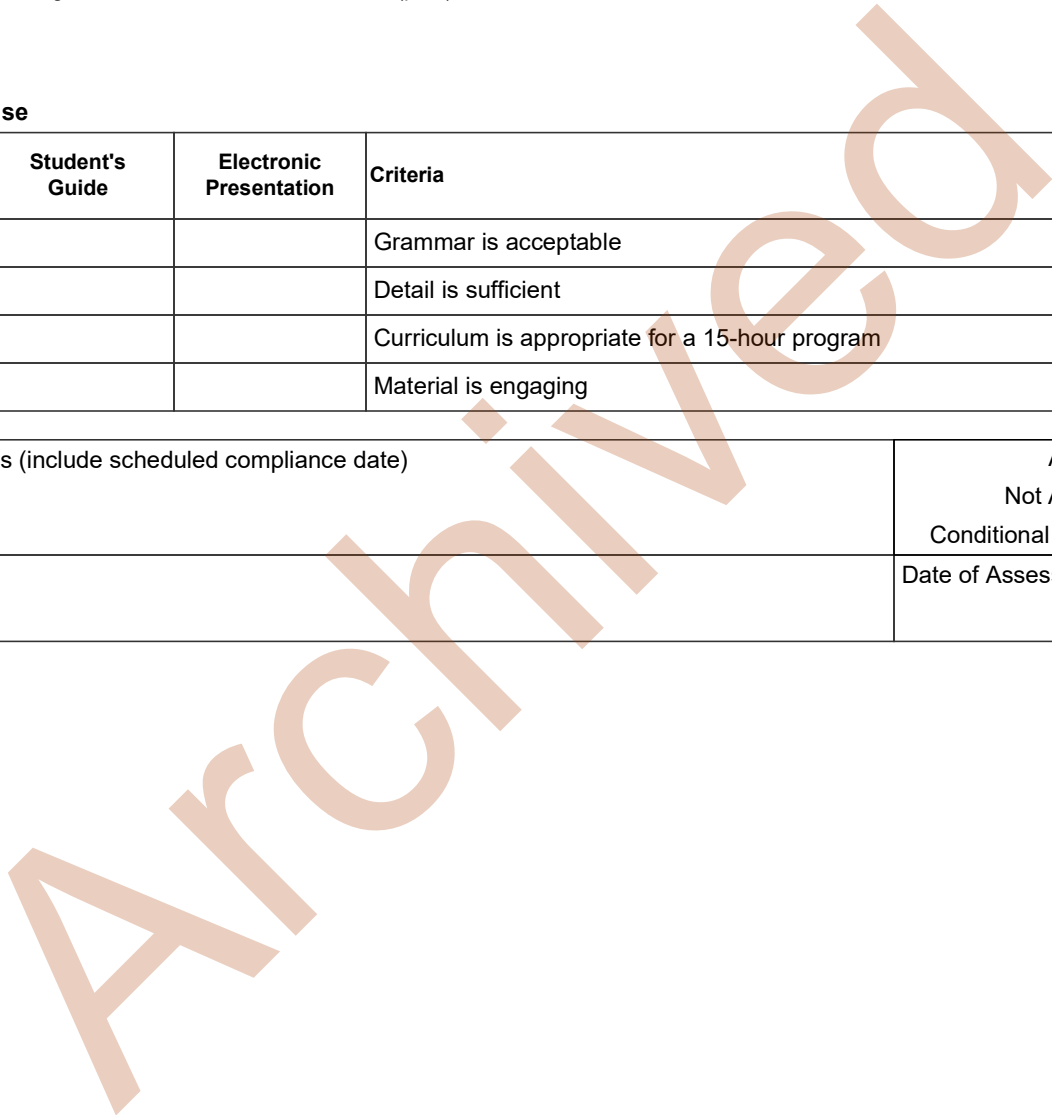 se
Student's Guide
Electronic Presentation
Criteria
Grammar is acceptable
Detail is sufficient
Curriculum is appropriate for a 15-hour program
Material is engaging
s (include scheduled compliance date)
A
Not A
Conditional
Date of Asses
Archived